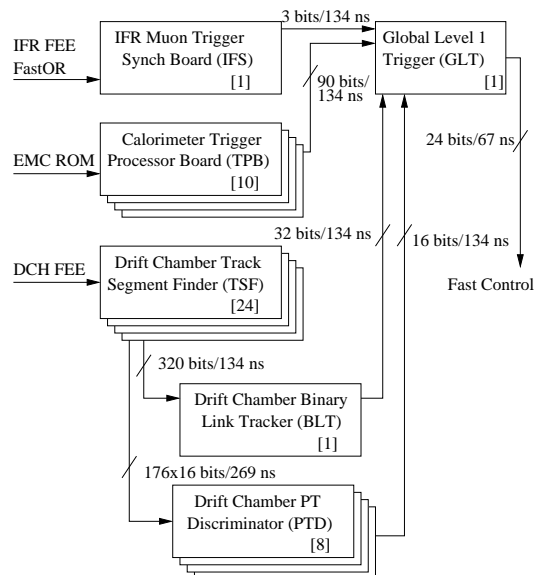 3 bits/134 ns
IFR FEE
FastOR
IFR Muon Trigger
Synch Board (IFS)
[1]
Global Level 1
Trigger (GLT)
[1]
90 bits/
134 ns
EMC ROM
Calorimeter Trigger
Processor Board (TPB)
[10]
24 bits/67 ns
32 bits/134 ns
16 bits/134 ns
DCH FEE
Drift Chamber Track
Segment Finder (TSF)
[24]
Fast Control
320 bits/134 ns
Drift Chamber Binary
Link Tracker (BLT)
[1]
176x16 bits/269 ns
Drift Chamber PT
Discriminator (PTD)
[8]